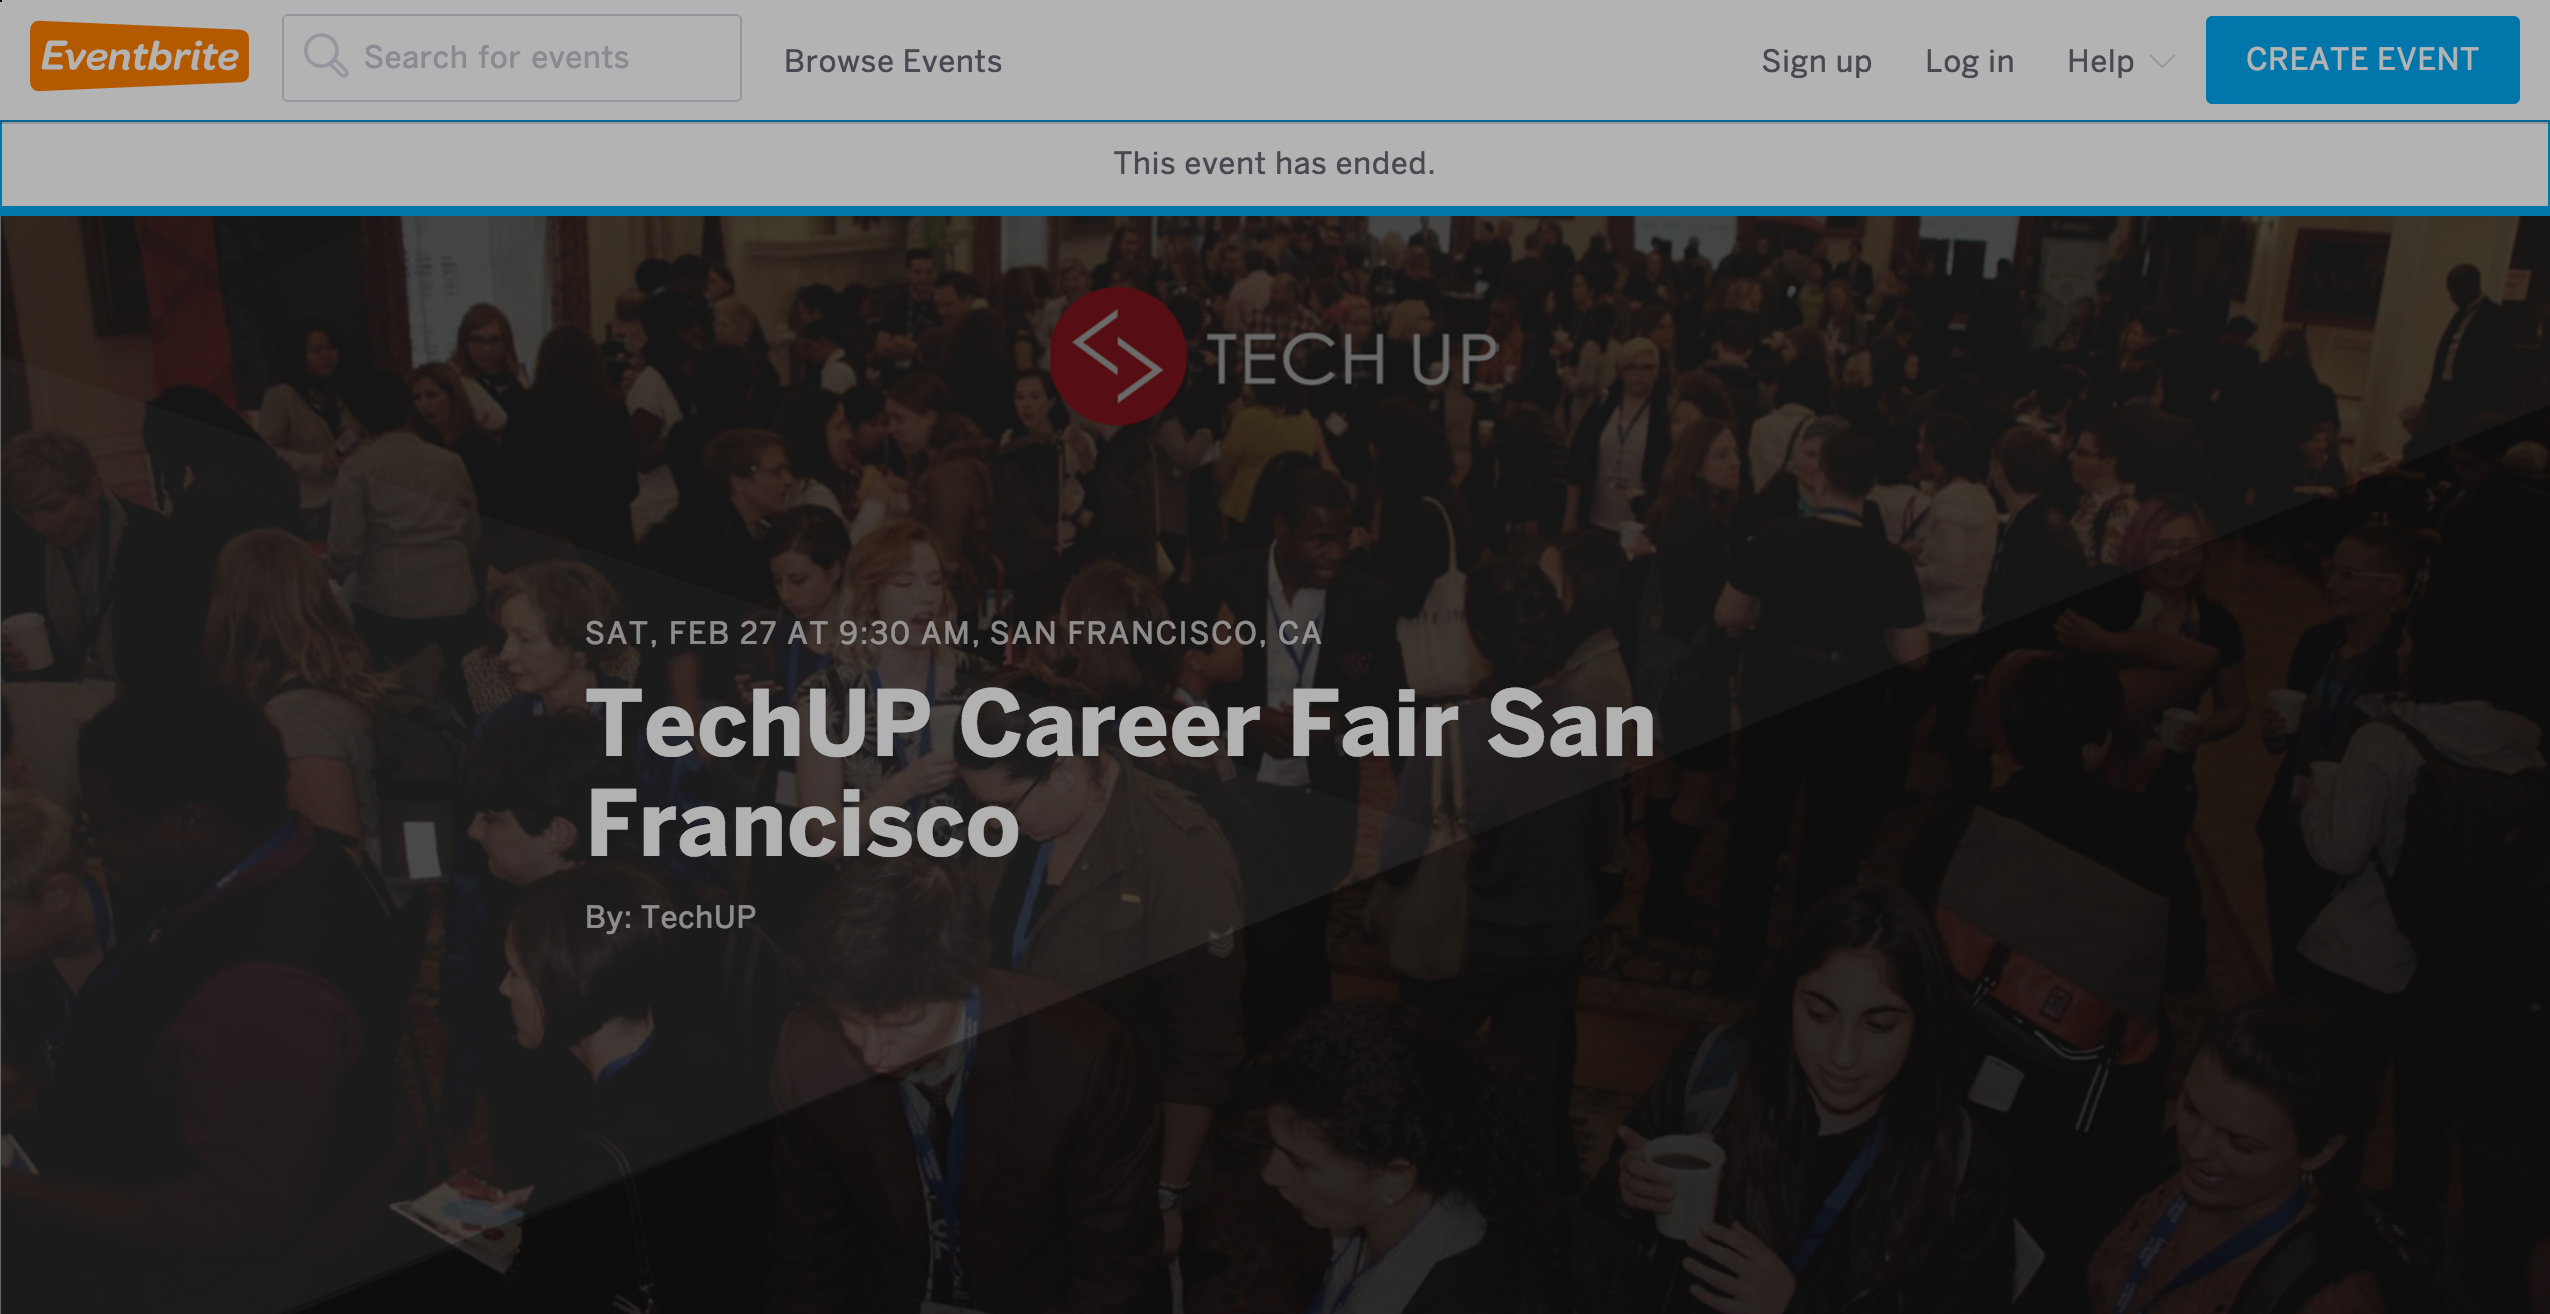 Eventbrite
Search for events
Browse Events
Sign up
Log in
Help
CREATE EVENT
This event has ended.
TECH UP
SAT, FEB 27 AT 9:30 AM, SAN FRANCISCO, CA
TechUP Career Fair San
Francisco
By: TechUP